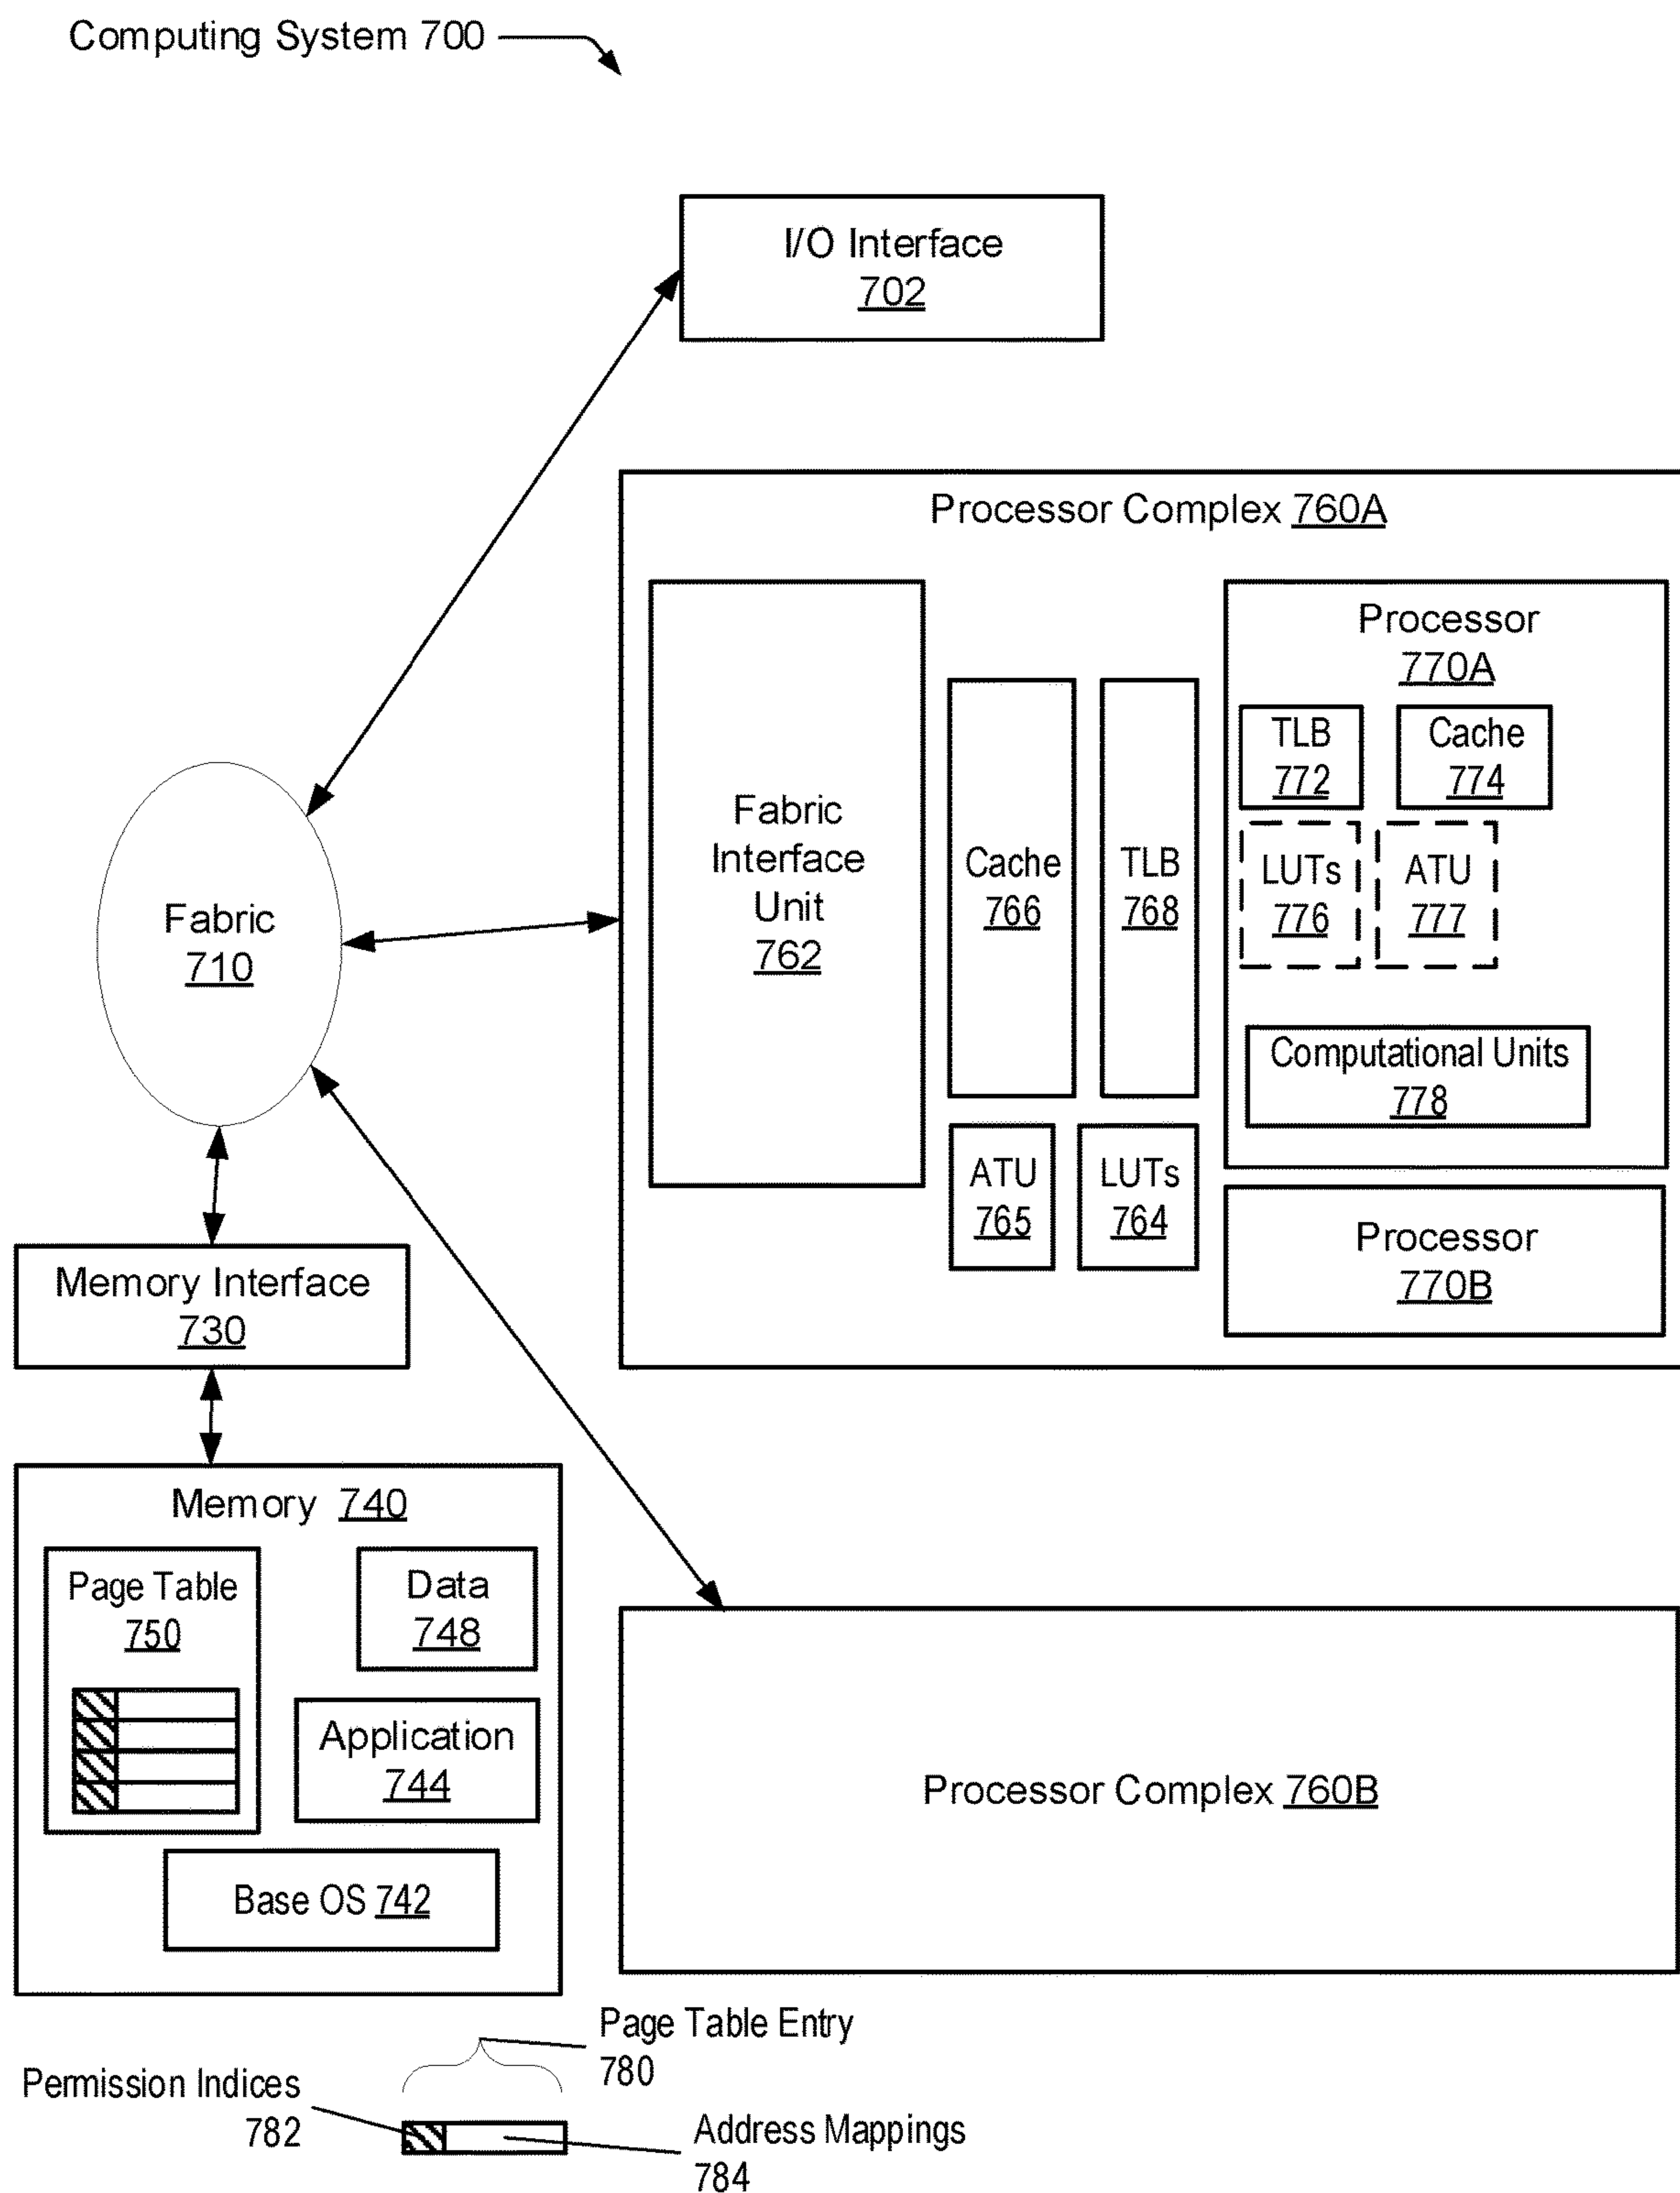 Computing System 700
I/O Interface
702
Processor Complex 760A
Fabric
Interface
Unit
762
Cache
766
TLB
768
Processor
770A
TLB
772
Cache
774
LUTs
776
ATU
777
Computational Units
778
ATU
765
LUTs
764
Processor
770B
Fabric
710
Memory Interface
730
Memory 740
Page Table
750
Data
748
Application
744
Base OS 742
Processor Complex 760B
Page Table Entry
780
Permission Indices
782
Address Mappings
784